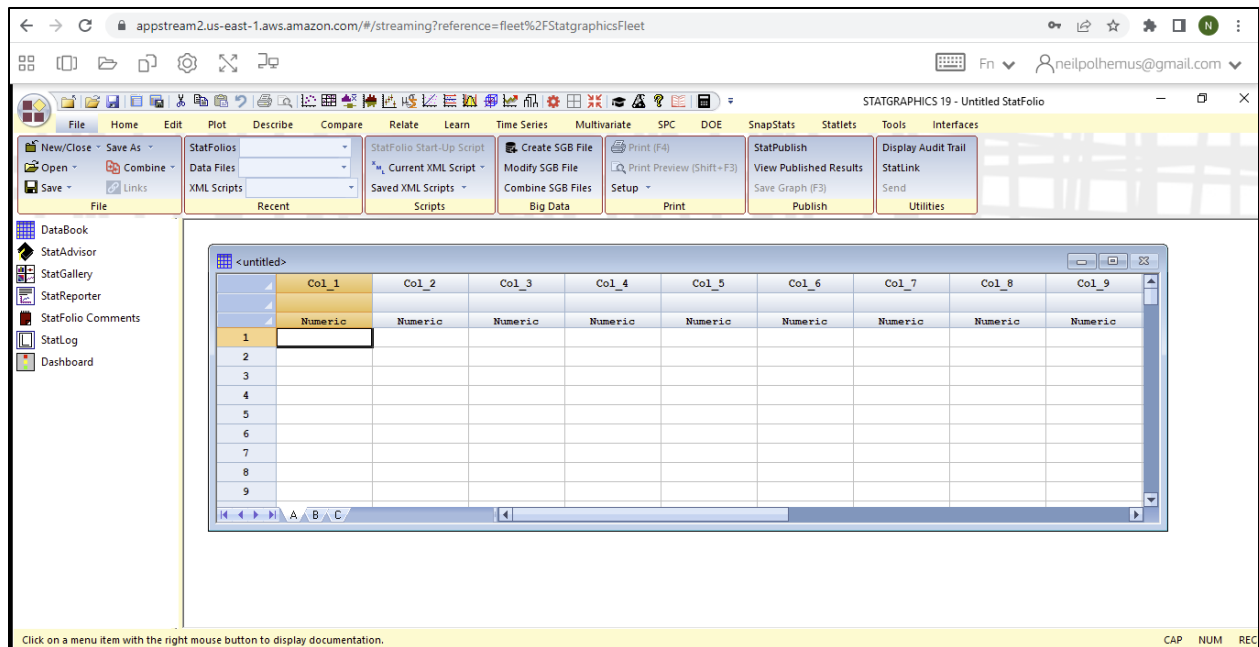 appstream2.us-east-1.aws.amazon.com/#/streaming?reference=fleet%2FStatgraphicsFleet
N
Fn
neilpolhemus@gmail.com
STATGRAPHICS 19 - Untitled StatFolio
File Home Edit Plot Describe Compare Relate Learn Time Series Multivariate SPC DOE SnapStats Statlets Tools Interfaces
New/Close Save As StatFolios StatFolio Start-Up Script Create SGB File Print (F4) StatPublish Display Audit Trail
Open Combine Data Files Current XML Script Modify SGB File Print Preview (Shift+F3) View Published Results StatLink
Save Links XML Scripts Saved XML Scripts Combine SGB Files Setup Save Graph (F3) Send
File Recent Scripts Big Data Print Publish Utilities
DataBook
StatAdvisor
StatGallery
StatReporter
StatFolio Comments
StatLog
Dashboard
<untitled>
Col_1 Col_2 Col_3 Col_4 Col_5 Col_6 Col_7 Col_8 Col_9
Numeric Numeric Numeric Numeric Numeric Numeric Numeric Numeric Numeric
1
2
3
4
5
6
7
8
9
A B C
Click on a menu item with the right mouse button to display documentation. CAP NUM REC